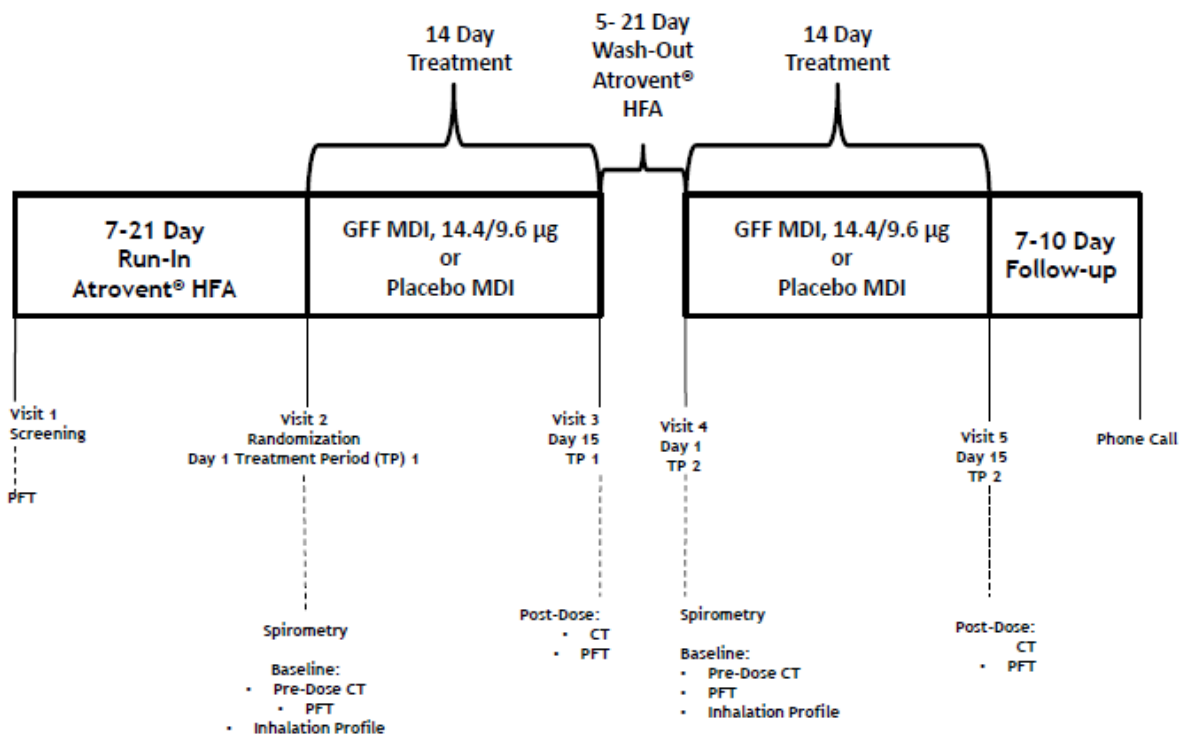 14 Day
Treatment
5- 21 Day
Wash-Out
Atrovent®
HFA
14 Day
Treatment
7-21 Day
Run-In
Atrovent® HFA
GFF MDI, 14.4/9.6 µg
or
Placebo MDI
GFF MDI, 14.4/9.6 µg
or
Placebo MDI
7-10 Day
Follow-up
Visit 1
Screening
PFT
Visit 2
Randomization
Day 1 Treatment Period (TP) 1
Visit 3
Day 15
TP 1
Visit 4
Day 1
TP 2
Visit 5
Day 15
TP 2
Phone Call
Spirometry
Baseline:
• Pre-Dose CT
• PFT
• Inhalation Profile
Post-Dose:
• CT
• PFT
Spirometry
Baseline:
• Pre-Dose CT
• PFT
• Inhalation Profile
Post-Dose:
CT
• PFT